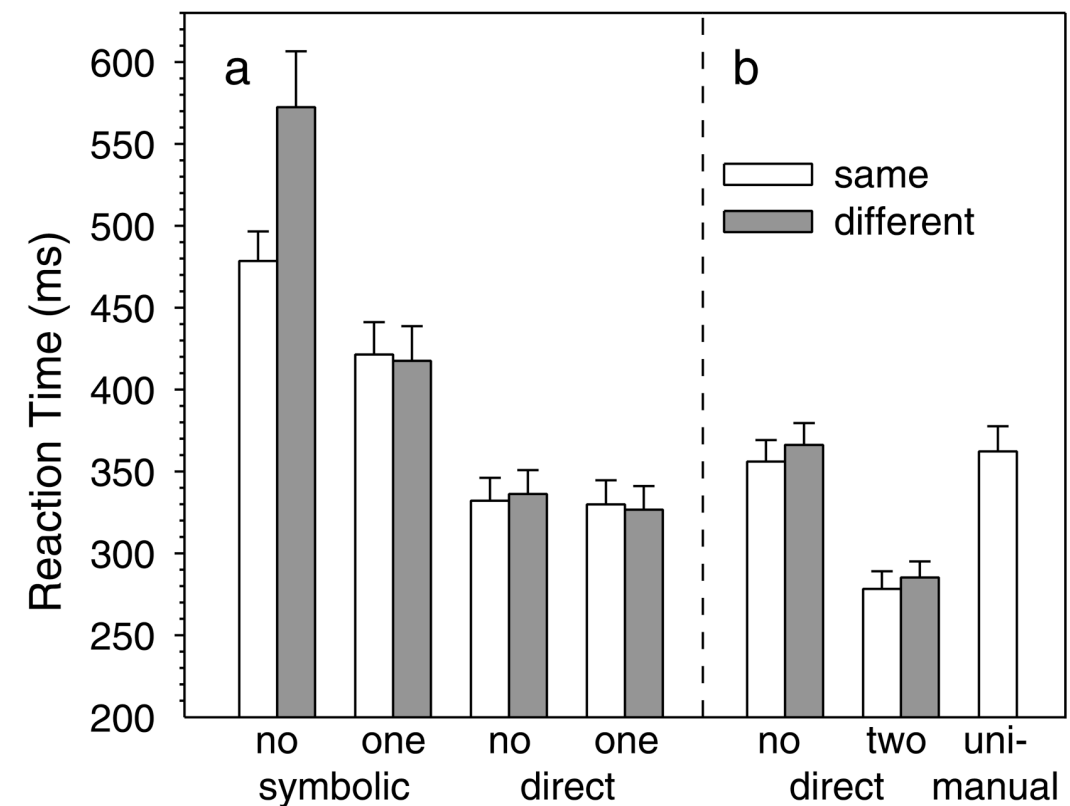 a
b
600
550
500
450
400
350
300
250
200
Reaction Time (ms)
same
different
no one no one no two uni-
symbolic direct direct manual